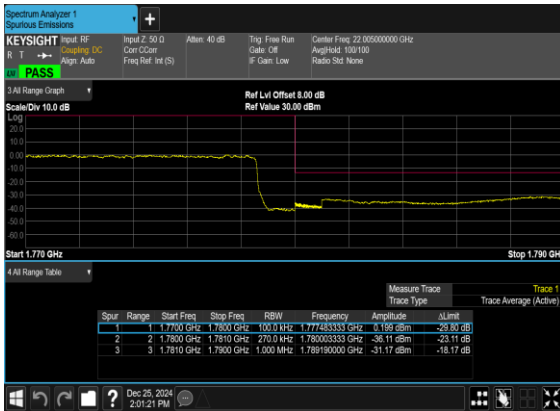 Spectrum Analyzer 1
Spurious Emissions
KEYSIGHT
R T
PASS
Input: RF
Coupling: DC
Align: Auto
Input Z: 50 Ω
Corr CCorr
Freq Ref: Int (S)
Atten: 40 dB
Trig: Free Run
Gate: Off
IF Gain: Low
Center Freq: 22.005000000 GHz
Avg|Hold: 100/100
Radio Std: None
3 All Range Graph
Scale/Div 10.0 dB
Ref Lvl Offset 8.00 dB
Ref Value 30.00 dBm
Log
20.0
10.0
0.00
-10.0
-20.0
-30.0
-40.0
-50.0
-60.0
Start 1.770 GHz
Stop 1.790 GH
4 All Range Table
Measure Trace Trace 1
Trace Type Trace Average (Active)
Spur Range Start Freq Stop Freq RBW Frequency Amplitude ΔLimit
1 1 1.7700 GHz 1.7800 GHz 100.0 kHz 1.777483333 GHz 0.199 dBm -29.80 dB
2 2 1.7800 GHz 1.7810 GHz 270.0 kHz 1.780003333 GHz -36.11 dBm -23.11 dB
3 3 1.7810 GHz 1.7900 GHz 1.000 MHz 1.789190000 GHz -31.17 dBm -18.17 dB
Dec 25, 2024
2:01:21 PM